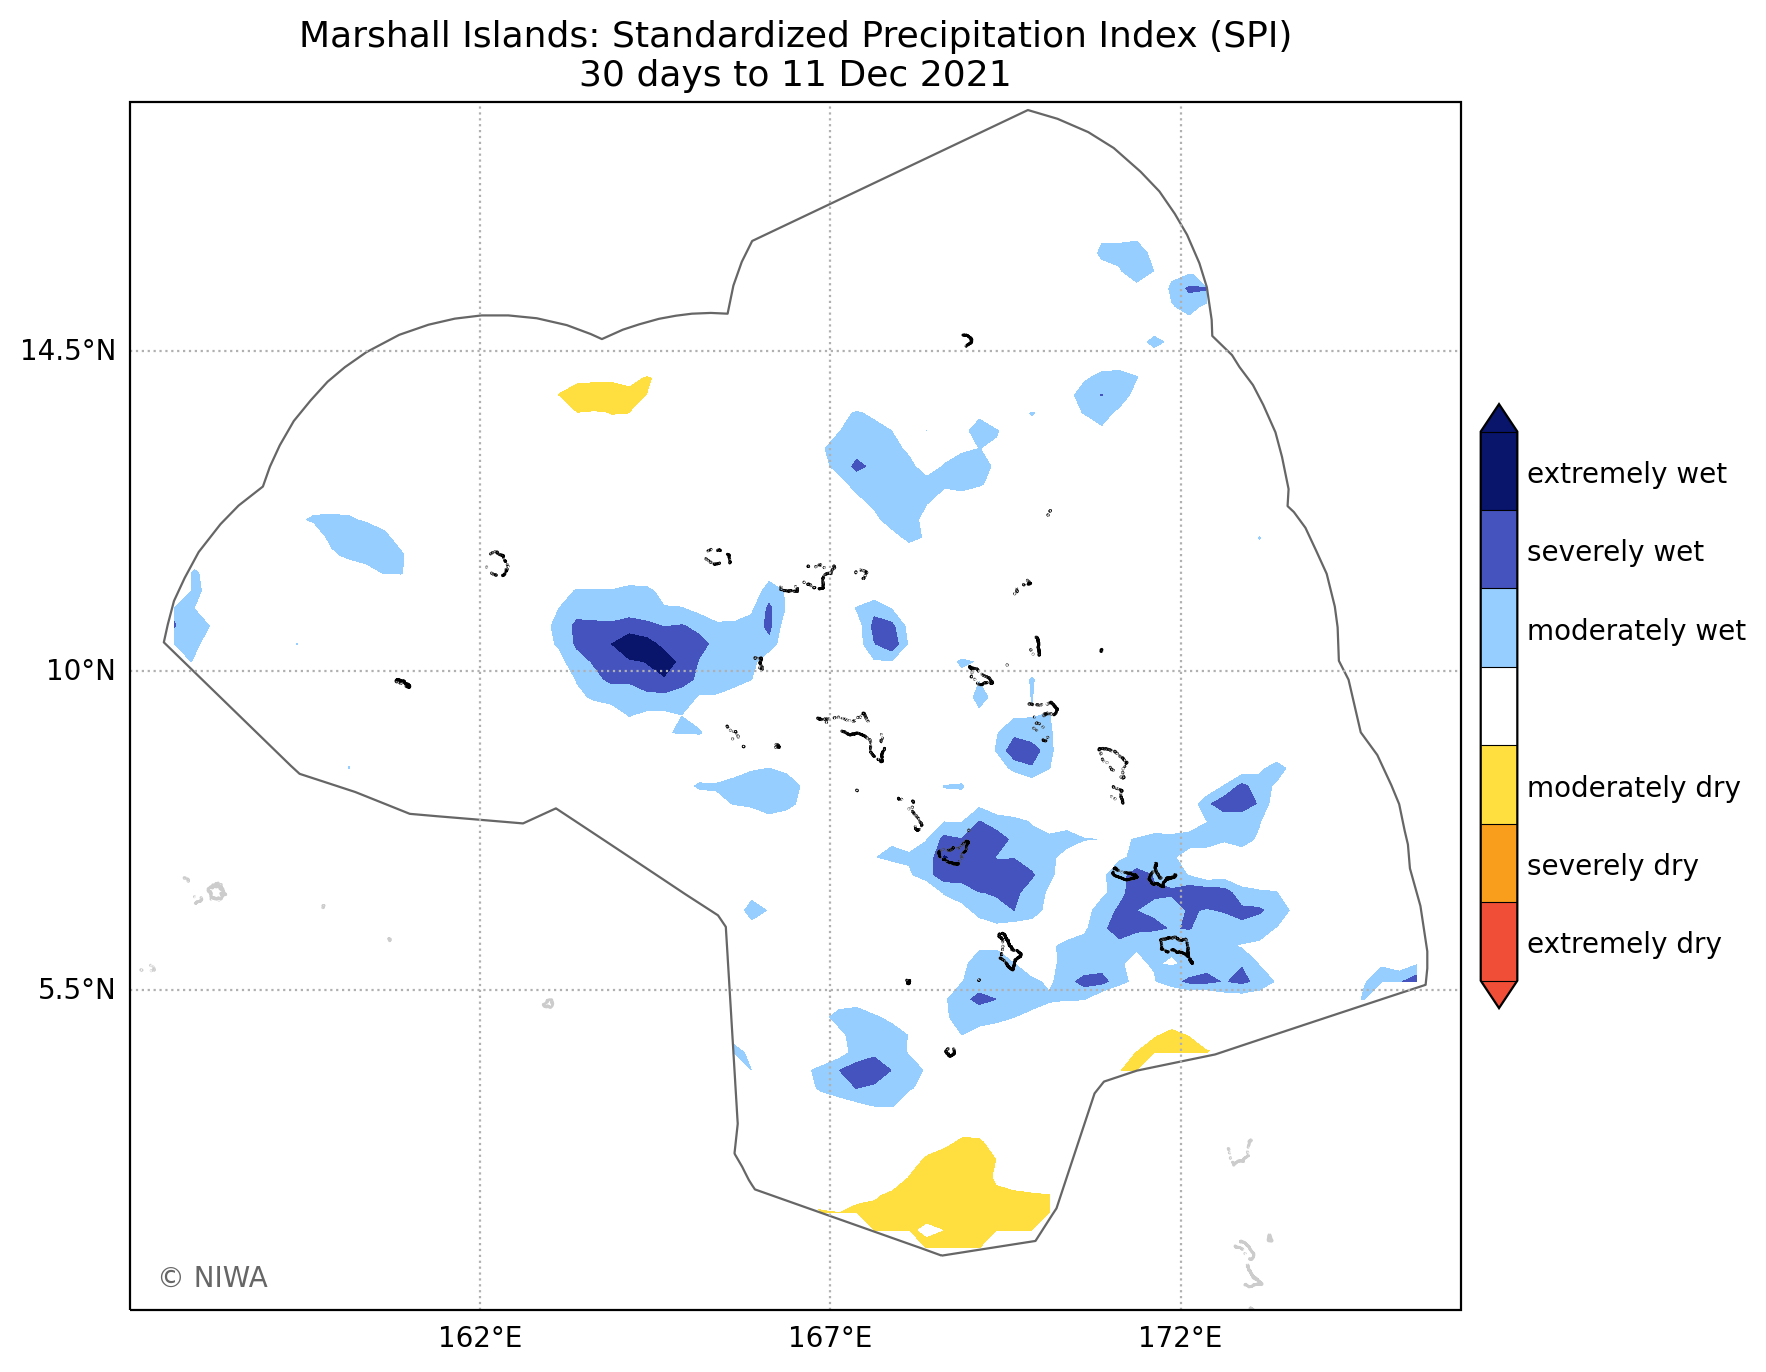 Marshall Islands: Standardized Precipitation Index (SPI)
30 days to 11 Dec 2021
14.5°N
10°N
5.5°N
162°E
167°E
172°E
extremely wet
severely wet
moderately wet
moderately dry
severely dry
extremely dry
© NIWA